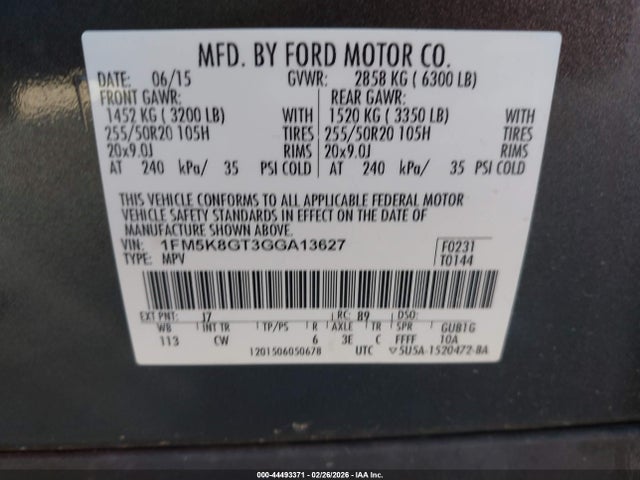 MFD. BY FORD MOTOR CO.
DATE: 06/15 GVWR: 2858 KG ( 6300 LB)
FRONT GAWR: REAR GAWR:
1452 KG ( 3200 LB) WITH 1520 KG ( 3350 LB) WITH
255/50R20 105H TIRES 255/50R20 105H TIRES
20x9.0J RIMS 20x9.0J RIMS
AT 240 kPa/ 35 PSI COLD AT 240 kPa/ 35 PSI COLD
THIS VEHICLE CONFORMS TO ALL APPLICABLE FEDERAL MOTOR
VEHICLE SAFETY STANDARDS IN EFFECT ON THE DATE OF
MANUFACTURE SHOWN ABOVE.
VIN: 1FM5K8GT3GGA13627 F0231
TYPE: MPV T0144
EXT PNT: J7 RC: 89 DSO:
WB INT TR TP/PS R AXLE TR SPR GUB1G
113 CW 6 3E C FFFF 10A
1201506050678 UTC 5USA-1520472-BA
000-44493371 - 02/26/2026 - IAA Inc.